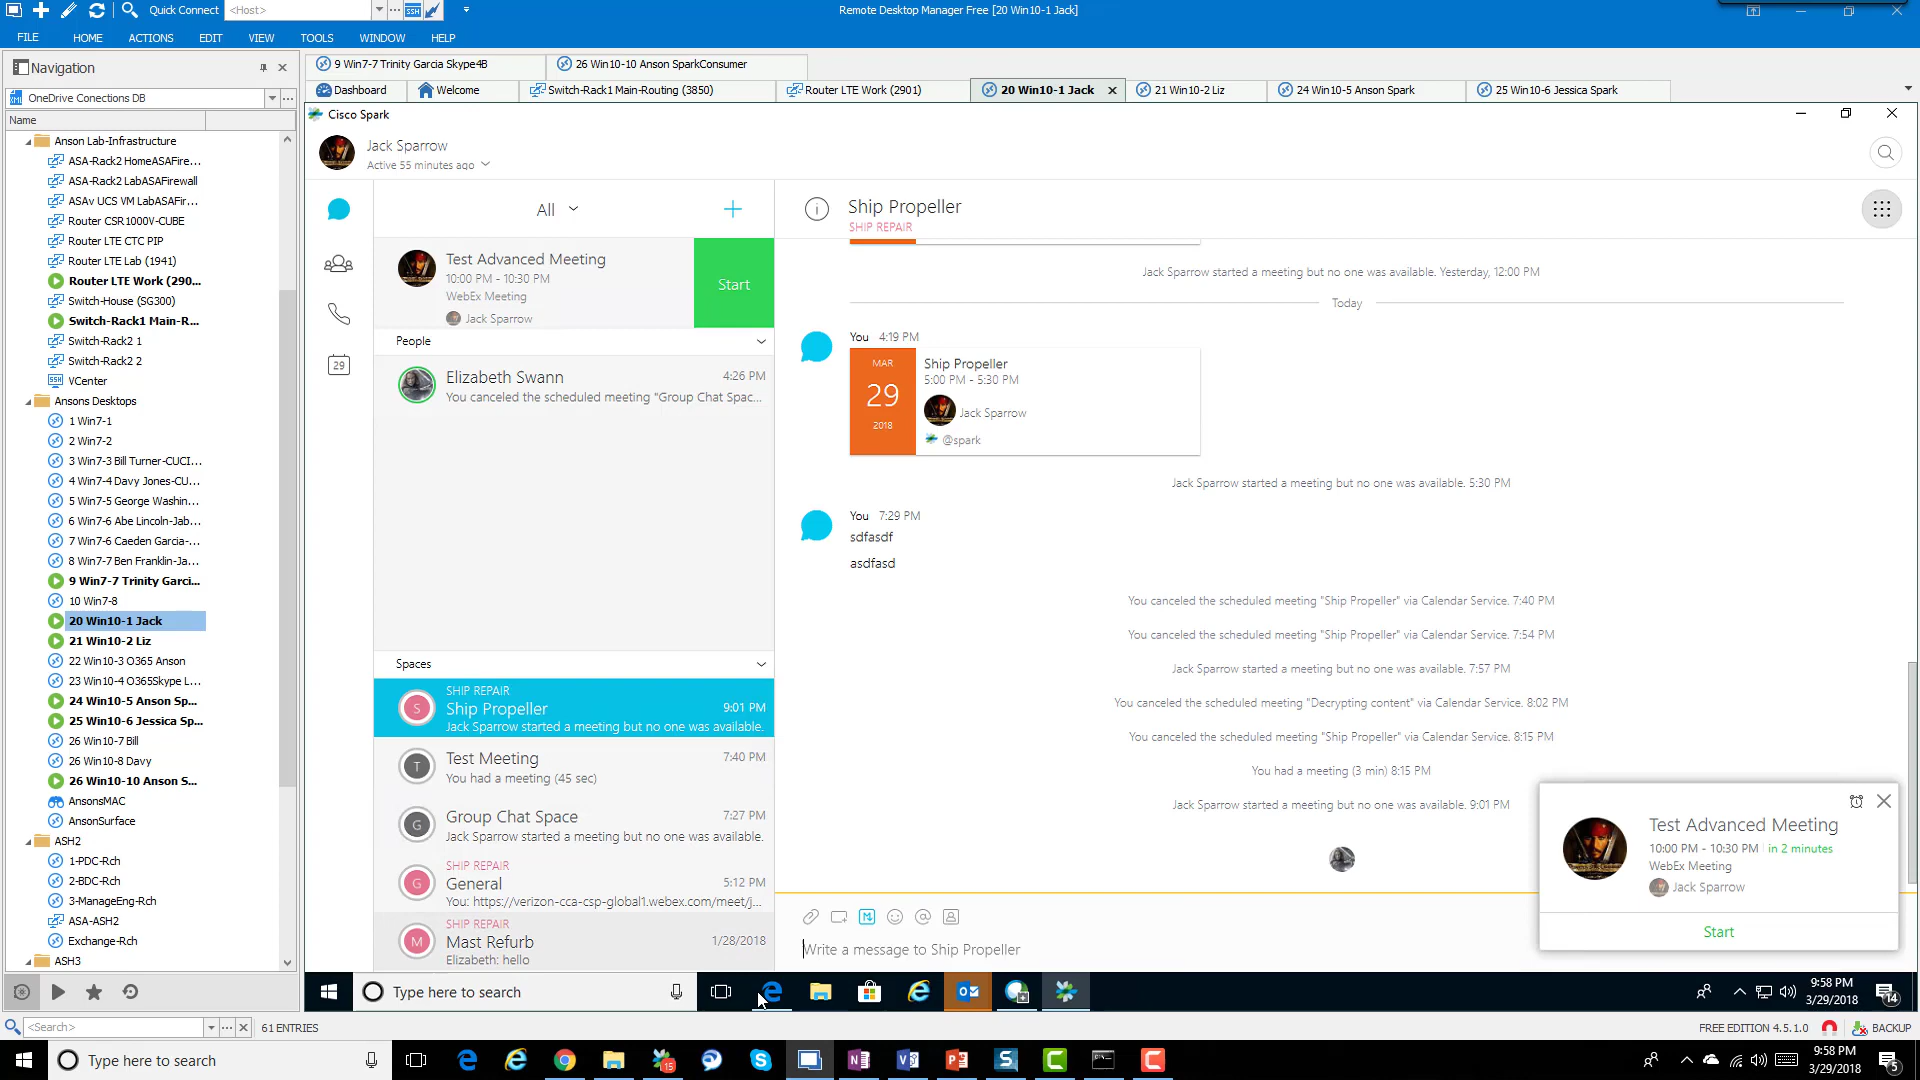 Quick Connect
<Host>
Remote Desktop Manager Free [20 Win10-1 Jack]
FILE
HOME
ACTIONS
EDIT
VIEW
TOOLS
WINDOW
HELP
Navigation
OneDrive Conections DB
Name
Anson Lab-Infrastructure
ASA-Rack2 HomeASAFire...
ASA-Rack2 LabASAFirewall
ASAv UCS VM LabASAFir...
Router CSR1000V-CUBE
Router LTE CTC PIP
Router LTE Lab (1941)
Router LTE Work (290...
Switch-House (SG300)
Switch-Rack1 Main-R...
Switch-Rack2 1
Switch-Rack2 2
VCenter
Ansons Desktops
1 Win7-1
2 Win7-2
3 Win7-3 Bill Turner-CUCI...
4 Win7-4 Davy Jones-CU...
5 Win7-5 George Washin...
6 Win7-6 Abe Lincoln-Jab...
7 Win7-6 Caeden Garcia-...
8 Win7-7 Ben Franklin-Ja...
9 Win7-7 Trinity Garci...
10 Win7-8
20 Win10-1 Jack
21 Win10-2 Liz
22 Win10-3 O365 Anson
23 Win10-4 O365Skype L...
24 Win10-5 Anson Sp...
25 Win10-6 Jessica Sp...
26 Win10-7 Bill
26 Win10-8 Davy
26 Win10-10 Anson S...
AnsonsMAC
AnsonSurface
ASH2
1-PDC-Rch
2-BDC-Rch
3-ManageEng-Rch
ASA-ASH2
Exchange-Rch
ASH3
<Search>
61 ENTRIES
9 Win7-7 Trinity Garcia Skype4B
26 Win10-10 Anson SparkConsumer
Dashboard
Welcome
Switch-Rack1 Main-Routing (3850)
Router LTE Work (2901)
20 Win10-1 Jack
21 Win10-2 Liz
24 Win10-5 Anson Spark
25 Win10-6 Jessica Spark
Cisco Spark
Jack Sparrow
Active 55 minutes ago
All
29
Test Advanced Meeting
10:00 PM - 10:30 PM
WebEx Meeting
Jack Sparrow
Start
People
Elizabeth Swann
4:26 PM
You canceled the scheduled meeting "Group Chat Spac...
Spaces
SHIP REPAIR
S
Ship Propeller
9:01 PM
Jack Sparrow started a meeting but no one was available.
T
Test Meeting
7:40 PM
You had a meeting (45 sec)
G
Group Chat Space
7:27 PM
Jack Sparrow started a meeting but no one was available.
SHIP REPAIR
G
General
5:12 PM
You: https://verizon-cca-csp-global1.webex.com/meet/j...
SHIP REPAIR
M
Mast Refurb
1/28/2018
Elizabeth: hello
Ship Propeller
SHIP REPAIR
Jack Sparrow started a meeting but no one was available. Yesterday, 12:00 PM
Today
You 4:19 PM
MAR
29
2018
Ship Propeller
5:00 PM - 5:30 PM
Jack Sparrow
@spark
Jack Sparrow started a meeting but no one was available. 5:30 PM
You 7:29 PM
sdfasdf
asdfasd
You canceled the scheduled meeting "Ship Propeller" via Calendar Service. 7:40 PM
You canceled the scheduled meeting "Ship Propeller" via Calendar Service. 7:54 PM
Jack Sparrow started a meeting but no one was available. 7:57 PM
You canceled the scheduled meeting "Decrypting content" via Calendar Service. 8:02 PM
You canceled the scheduled meeting "Ship Propeller" via Calendar Service. 8:15 PM
You had a meeting (3 min) 8:15 PM
Jack Sparrow started a meeting but no one was available. 9:01 PM
Write a message to Ship Propeller
Test Advanced Meeting
10:00 PM - 10:30 PM in 2 minutes
WebEx Meeting
Jack Sparrow
Start
Type here to search
9:58 PM
3/29/2018
14
FREE EDITION 4.5.1.0
BACKUP
Type here to search
15
9:58 PM
3/29/2018
5